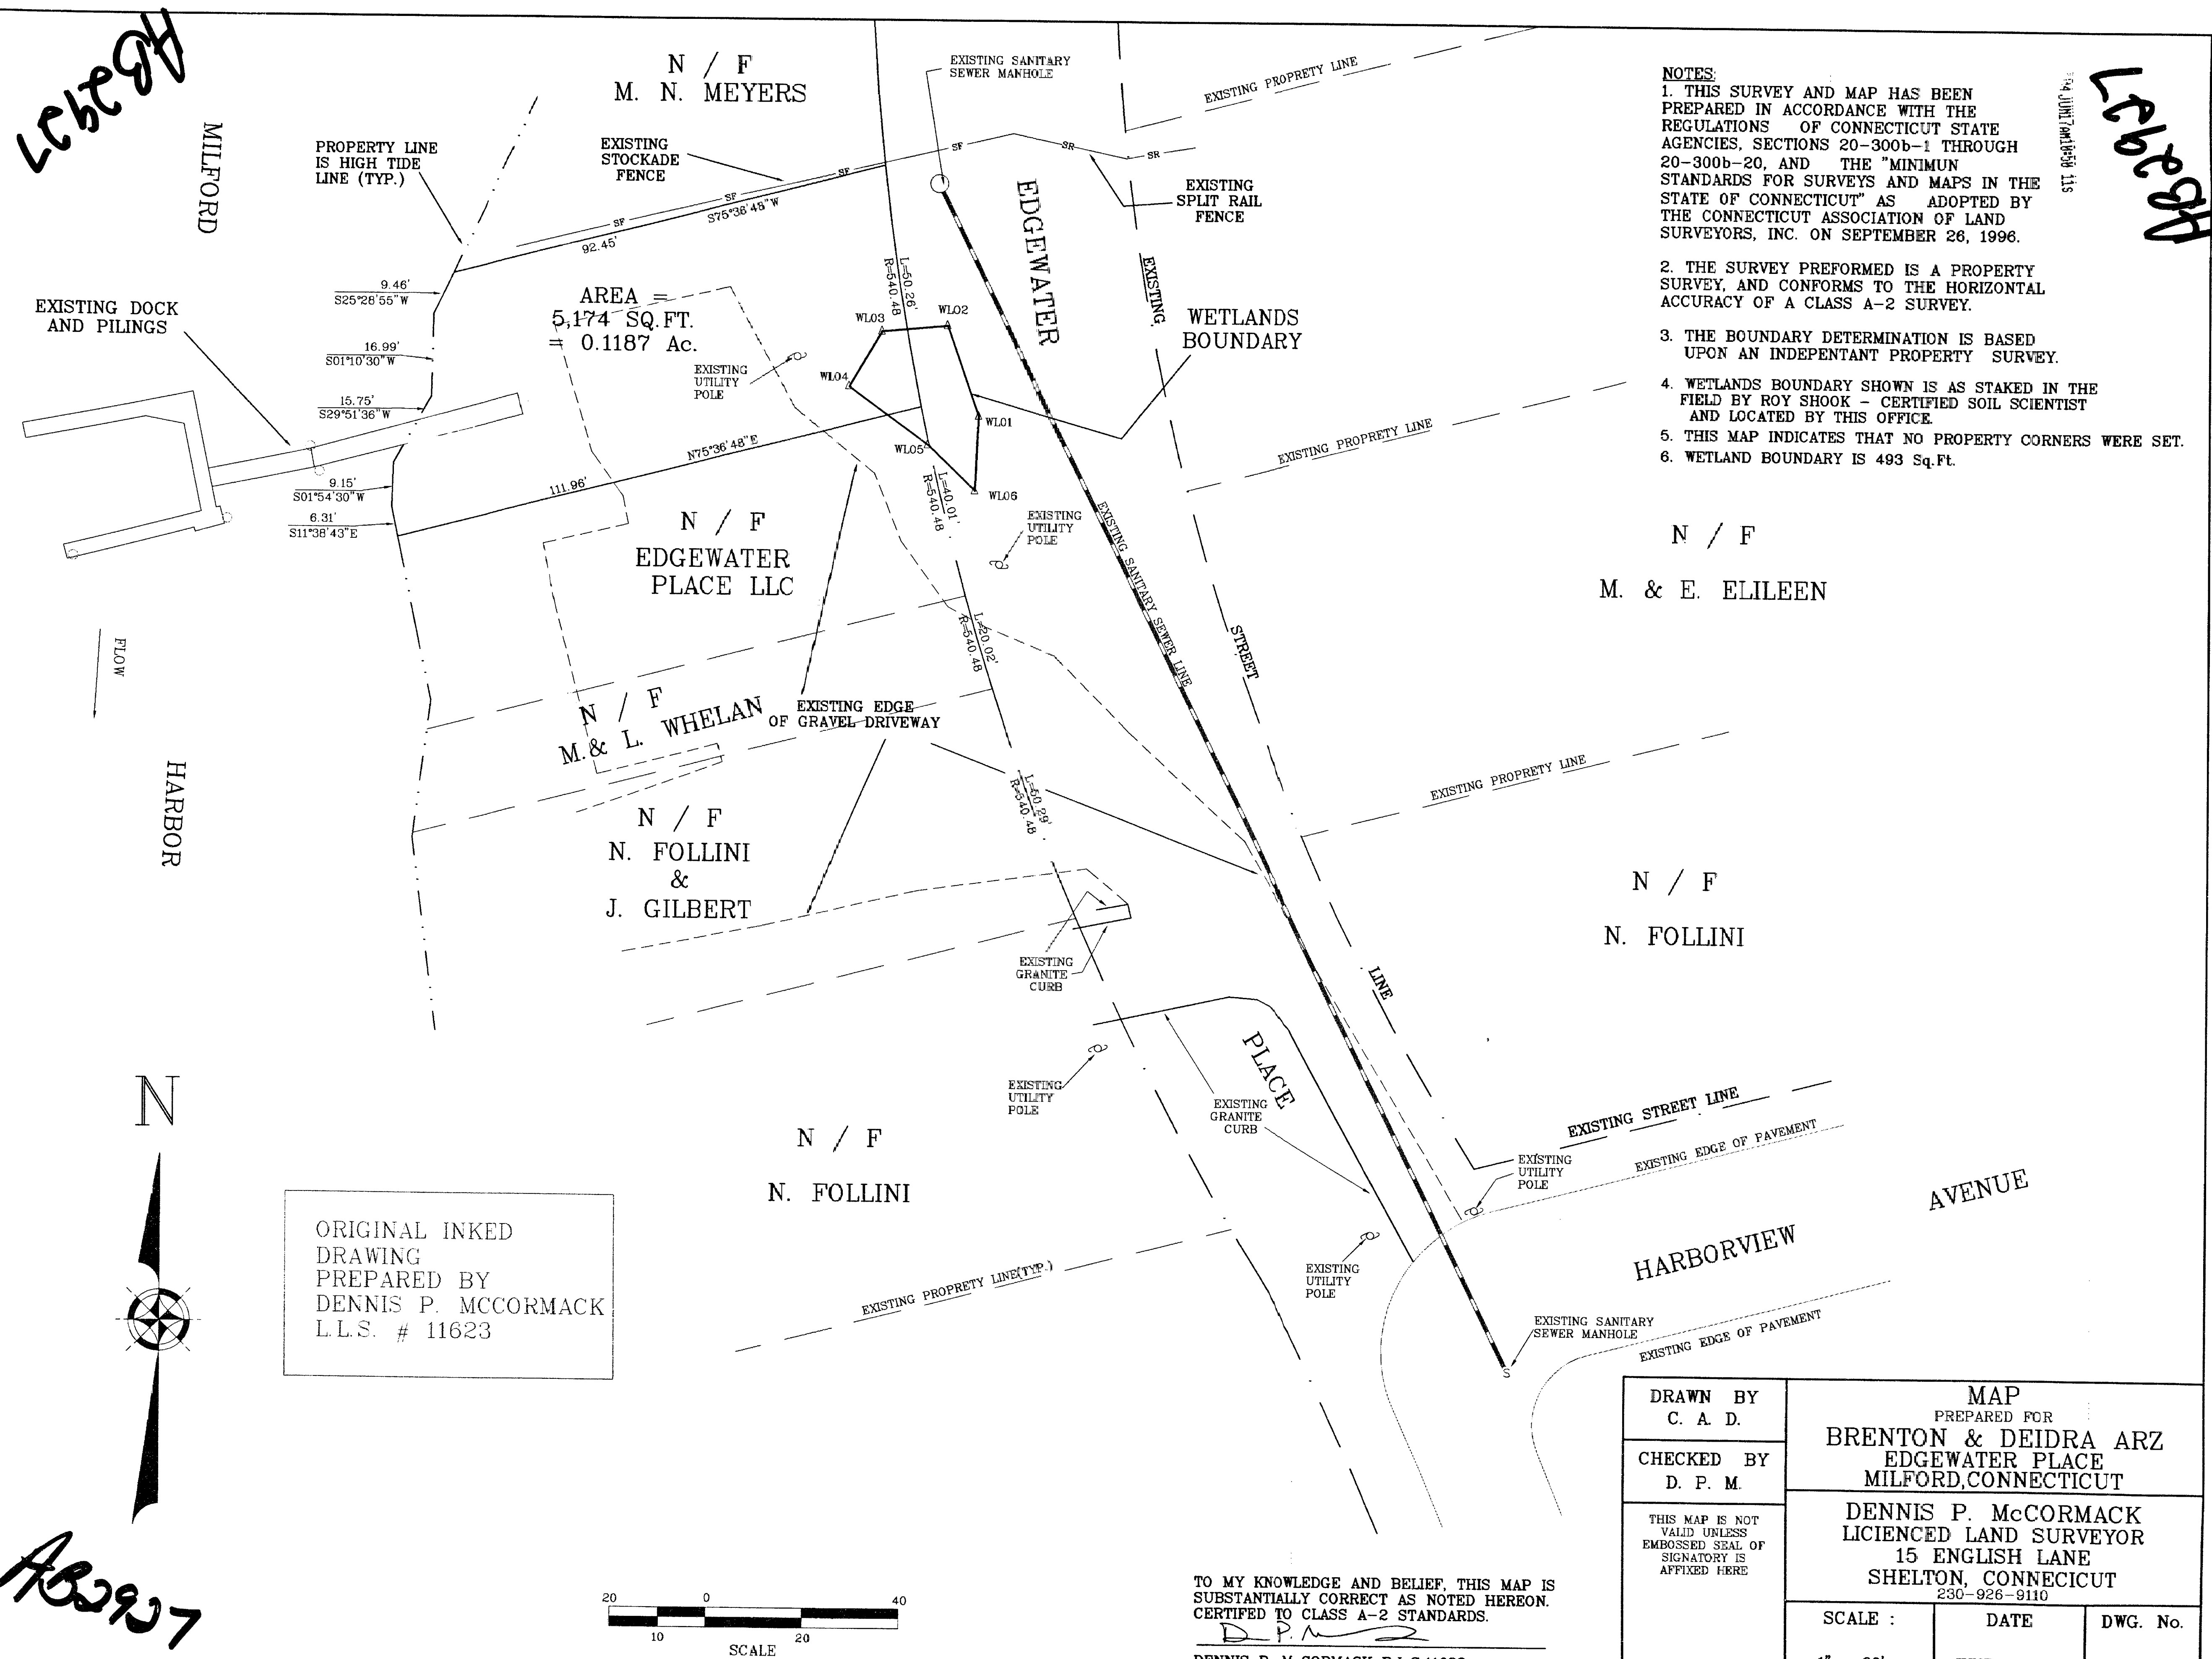 AB2927
AB2927
MILFORD
N / F
M. N. MEYERS
EXISTING SANITARY
SEWER MANHOLE
EXISTING PROPRETY LINE
PROPERTY LINE
IS HIGH TIDE
LINE (TYP.)
EXISTING
STOCKADE
FENCE
SF
SF
SF
SF
SR
SR
EXISTING
SPLIT RAIL
FENCE
S75°36'48"W
92.45'
NOTES:
1. THIS SURVEY AND MAP HAS BEEN
PREPARED IN ACCORDANCE WITH THE
REGULATIONS OF CONNECTICUT STATE
AGENCIES, SECTIONS 20-300b-1 THROUGH
20-300b-20, AND THE "MINIMUN
STANDARDS FOR SURVEYS AND MAPS IN THE
STATE OF CONNECTICUT" AS ADOPTED BY
THE CONNECTICUT ASSOCIATION OF LAND
SURVEYORS, INC. ON SEPTEMBER 26, 1996.
2. THE SURVEY PREFORMED IS A PROPERTY
SURVEY, AND CONFORMS TO THE HORIZONTAL
ACCURACY OF A CLASS A-2 SURVEY.
3. THE BOUNDARY DETERMINATION IS BASED
UPON AN INDEPENTANT PROPERTY SURVEY.
4. WETLANDS BOUNDARY SHOWN IS AS STAKED IN THE
FIELD BY ROY SHOOK - CERTIFIED SOIL SCIENTIST
AND LOCATED BY THIS OFFICE.
5. THIS MAP INDICATES THAT NO PROPERTY CORNERS WERE SET.
6. WETLAND BOUNDARY IS 493 Sq.Ft.
EDGEWATER
EXISTING
WETLANDS
BOUNDARY
L=50.26'
R=540.48
9.46'
S25°28'55"W
16.99'
S01°10'30"W
15.75'
S29°51'36"W
9.15'
S01°54'30"W
6.31'
S11°38'43"E
EXISTING DOCK
AND PILINGS
AREA =
5,174 SQ.FT.
= 0.1187 Ac.
EXISTING
UTILITY
POLE
WL03
WL02
WL04
WL01
WL05
WL06
N75°36'48"E
111.96'
L=40.01'
R=540.48
EXISTING PROPRETY LINE
N / F
EDGEWATER
PLACE LLC
EXISTING
UTILITY
POLE
EXISTING SANITARY SEWER LINE
N / F
M. & E. ELILEEN
FLOW
L=20.02'
R=540.48
STREET
N / F
M.& L. WHELAN
EXISTING EDGE
OF GRAVEL DRIVEWAY
HARBOR
L=50.29'
R=540.48
EXISTING PROPRETY LINE
N / F
N. FOLLINI
&
J. GILBERT
N / F
N. FOLLINI
EXISTING
GRANITE
CURB
LINE
PLACE
EXISTING
UTILITY
POLE
EXISTING
GRANITE
CURB
EXISTING STREET LINE
EXISTING EDGE OF PAVEMENT
EXISTING
UTILITY
POLE
N
N / F
N. FOLLINI
HARBORVIEW
AVENUE
ORIGINAL INKED
DRAWING
PREPARED BY
DENNIS P. MCCORMACK
L.L.S. # 11623
EXISTING PROPRETY LINE(TYP.)
EXISTING
UTILITY
POLE
EXISTING SANITARY
SEWER MANHOLE
S
EXISTING EDGE OF PAVEMENT
AB2927
20 0 40
10 20
SCALE
TO MY KNOWLEDGE AND BELIEF, THIS MAP IS
SUBSTANTIALLY CORRECT AS NOTED HEREON.
CERTIFED TO CLASS A-2 STANDARDS.
DRAWN BY
C. A. D.
CHECKED BY
D. P. M.
THIS MAP IS NOT
VALID UNLESS
EMBOSSED SEAL OF
SIGNATORY IS
AFFIXED HERE
MAP
PREPARED FOR
BRENTON & DEIDRA ARZ
EDGEWATER PLACE
MILFORD,CONNECTICUT
DENNIS P. McCORMACK
LICIENCED LAND SURVEYOR
15 ENGLISH LANE
SHELTON, CONNECICUT
230-926-9110
SCALE :
DATE
DWG. No.